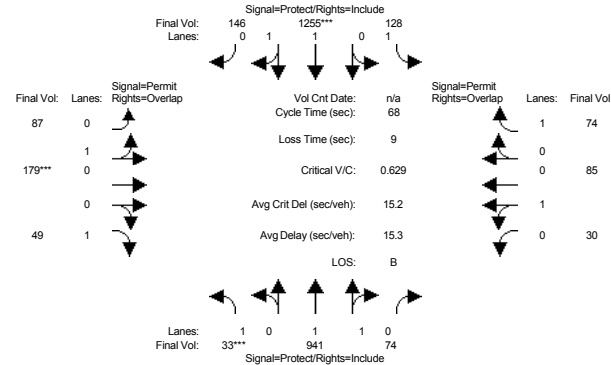 Signal=Protect/Rights=Include
Final Vol: 146 1255*** 128
Lanes: 0 1 1 0 1
Signal=Permit
Final Vol: Lanes: Rights=Overlap
Vol Cnt Date: n/a
Signal=Permit
Rights=Overlap Lanes: Final Vol
Cycle Time (sec): 68
87 0
1 74
Loss Time (sec): 9
1
0
179*** 0
Critical V/C: 0.629
0 85
0
Avg Crit Del (sec/veh): 15.2
1
49 1
Avg Delay (sec/veh): 15.3
0 30
LOS: B
Lanes: 1 0 1 1 0
Final Vol: 33*** 941 74
Signal=Protect/Rights=Include